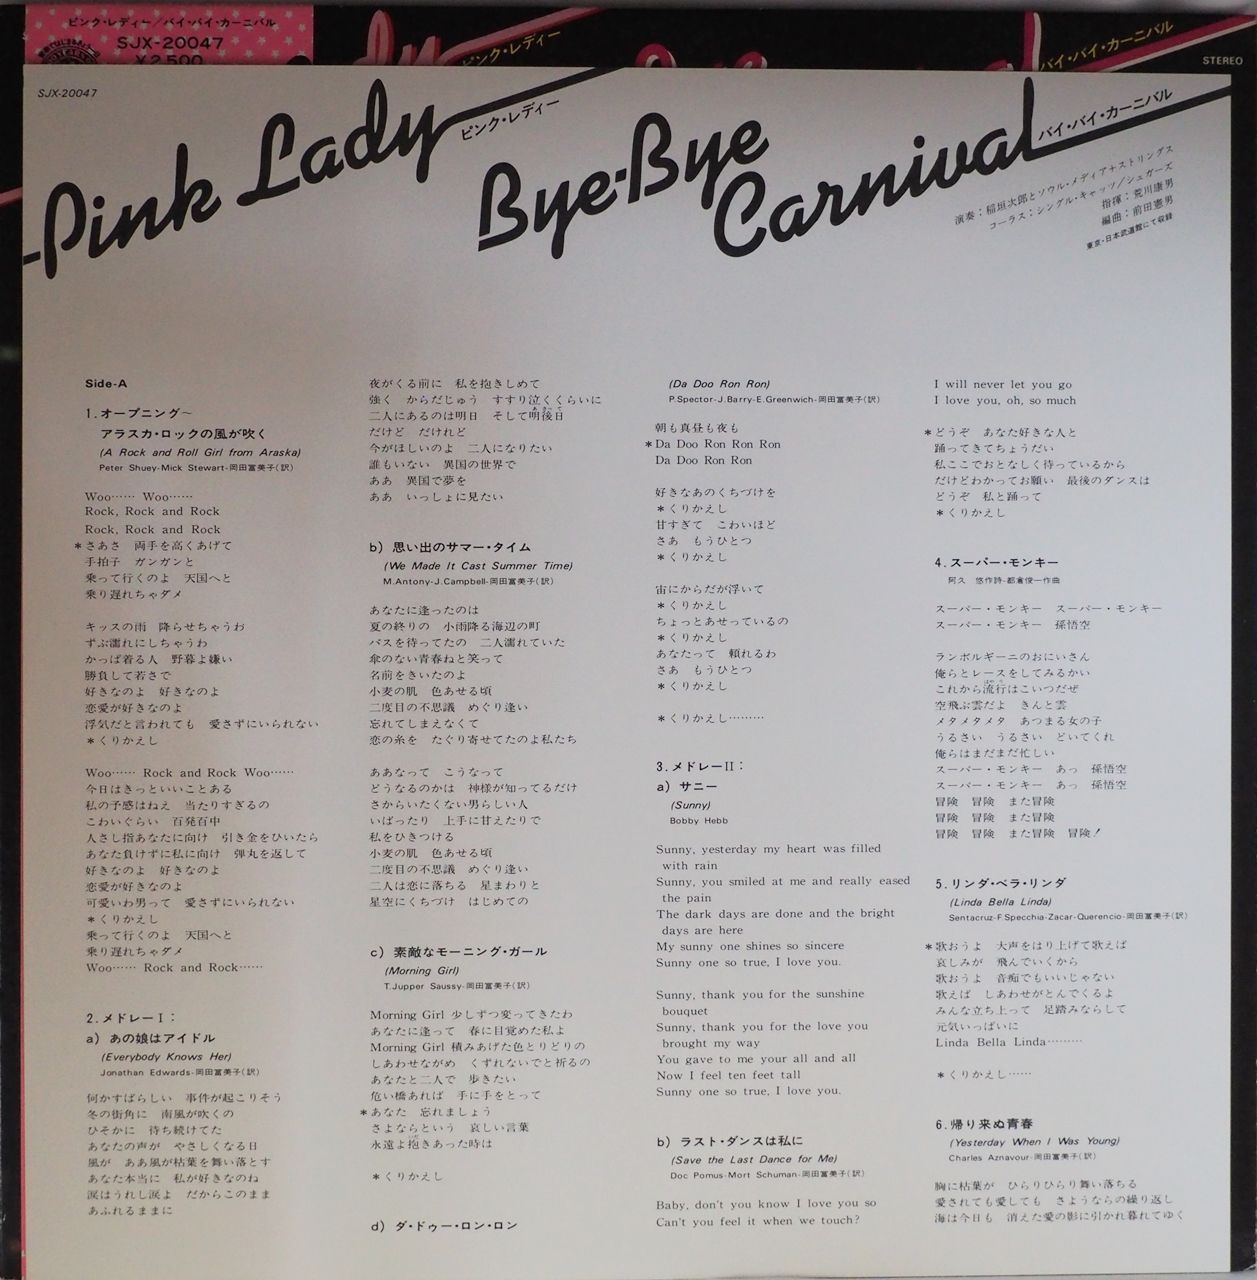 ピンク・レディー/バイ・バイ・カーニバル
SJX-20047
¥2,500
ピンク・レディー
バイ・バイ・カーニバル
STEREO
SJX-20047
Pink Lady
ピンク・レディー
Bye-Bye
Carnival
バイ・バイ・カーニバル
演奏:稲垣次郎とソウル・メディア+ストリングス
コーラス:シングル・キャッツ/シュガーズ
指揮:荒川康男
編曲:前田憲男
東京・日本武道館にて収録
Side-A
1.オープニング~
アラスカ・ロックの風が吹く
(A Rock and Roll Girl from Araska)
Peter Shuey-Mick Stewart-岡田冨美子(訳)
Woo…… Woo……
Rock, Rock and Rock
Rock, Rock and Rock
*さあさ 両手を高くあげて
手拍子 ガンガンと
乗って行くのよ 天国へと
乗り遅れちゃダメ
キッスの雨 降らせちゃうわ
ずぶ濡れにしちゃうわ
かっぱ着る人 野暮よ嫌い
勝負して若さで
好きなのよ 好きなのよ
恋愛が好きなのよ
浮気だと言われても 愛さずにいられない
*くりかえし
Woo…… Rock and Rock Woo……
今日はきっといいことある
私の予感はねえ 当たりすぎるの
こわいぐらい 百発百中
人さし指あなたに向け 引き金をひいたら
あなた負けずに私に向け 弾丸を返して
好きなのよ 好きなのよ
恋愛が好きなのよ
可愛いわ男って 愛さずにいられない
*くりかえし
乗って行くのよ 天国へと
乗り遅れちゃダメ
Woo…… Rock and Rock……
2.メドレーI:
a) あの娘はアイドル
(Everybody Knows Her)
Jonathan Edwards-岡田冨美子(訳)
何かすばらしい 事件が起こりそう
冬の街角に 南風が吹くの
ひそかに 待ち続けてた
あなたの声が やさしくなる日
風が ああ風が枯葉を舞い落とす
あなた本当に 私が好きなのね
涙はうれし涙よ だからこのまま
あふれるままに
夜がくる前に 私を抱きしめて
強く からだじゅう すすり泣くくらいに
二人にあるのは明日 そして明後日
だけど だけれど
今がほしいのよ 二人になりたい
誰もいない 異国の世界で
ああ 異国で夢を
ああ いっしょに見たい
b) 思い出のサマー・タイム
(We Made It Cast Summer Time)
M.Antony-J.Campbell-岡田冨美子(訳)
あなたに逢ったのは
夏の終りの 小雨降る海辺の町
バスを待ってたの 二人濡れていた
傘のない青春ねと笑って
名前をきいたのよ
小麦の肌 色あせる頃
二度目の不思議 めぐり逢い
忘れてしまえなくて
恋の糸を たぐり寄せてたのよ私たち
ああなって こうなって
どうなるのかは 神様が知ってるだけ
さからいたくない男らしい人
いばったり 上手に甘えたりで
私をひきつける
小麦の肌 色あせる頃
二度目の不思議 めぐり逢い
二人は恋に落ちる 星まわりと
星空にくちづけ はじめての
c) 素敵なモーニング・ガール
(Morning Girl)
T.Jupper Saussy-岡田冨美子(訳)
Morning Girl 少しずつ変ってきたわ
あなたに逢って 春に目覚めた私よ
Morning Girl 積みあげた色とりどりの
しあわせながめ くずれないでと祈るの
あなたと二人で 歩きたい
危い橋あれば 手に手をとって
*あなた 忘れましょう
さよならという 哀しい言葉
永遠よ抱きあった時は
*くりかえし
d) ダ・ドゥー・ロン・ロン
(Da Doo Ron Ron)
P.Spector-J.Barry-E.Greenwich-岡田冨美子(訳)
朝も真昼も夜も
*Da Doo Ron Ron Ron
Da Doo Ron Ron
好きなあのくちづけを
*くりかえし
甘すぎて こわいほど
さあ もうひとつ
*くりかえし
宙にからだが浮いて
*くりかえし
ちょっとあせっているの
*くりかえし
あなたって 頼れるわ
さあ もうひとつ
*くりかえし
*くりかえし………
3.メドレーII:
a) サニー
(Sunny)
Bobby Hebb
Sunny, yesterday my heart was filled
with rain
Sunny, you smiled at me and really eased
the pain
The dark days are done and the bright
days are here
My sunny one shines so sincere
Sunny one so true, I love you.
Sunny, thank you for the sunshine
bouquet
Sunny, thank you for the love you
brought my way
You gave to me your all and all
Now I feel ten feet tall
Sunny one so true, I love you.
b) ラスト・ダンスは私に
(Save the Last Dance for Me)
Doc Pomus-Mort Schuman-岡田冨美子(訳)
Baby, don't you know I love you so
Can't you feel it when we touch?
I will never let you go
I love you, oh, so much
*どうぞ あなた好きな人と
踊ってきてちょうだい
私ここでおとなしく待っているから
だけどわかってお願い 最後のダンスは
どうぞ 私と踊って
*くりかえし
4.スーパー・モンキー
阿久 悠作詩-都倉俊一作曲
スーパー・モンキー スーパー・モンキー
スーパー・モンキー 孫悟空
ランボルギーニのおにいさん
俺らとレースをしてみるかい
これから流行はこいつだぜ
空飛ぶ雲だよ きんと雲
メタメタメタ あつまる女の子
うるさい うるさい どいてくれ
俺らはまだまだ忙しい
スーパー・モンキー あっ 孫悟空
スーパー・モンキー あっ 孫悟空
冒険 冒険 また冒険
冒険 冒険 また冒険
冒険 冒険 また冒険 冒険!
5.リンダ・ベラ・リンダ
(Linda Bella Linda)
Sentacruz-F.Specchia-Zacar-Querencio-岡田冨美子(訳)
*歌おうよ 大声をはり上げて歌えば
哀しみが 飛んでいくから
歌おうよ 音痴でもいいじゃない
歌えば しあわせがとんでくるよ
みんな立ち上って 足踏みならして
元気いっぱいに
Linda Bella Linda………
*くりかえし……
6.帰り来ぬ青春
(Yesterday When I Was Young)
Charles Aznavour-岡田冨美子(訳)
胸に枯葉が ひらりひらり舞い落ちる
愛されても愛しても さようならの繰り返し
海は今日も 消えた愛の影に引かれ暮れてゆく